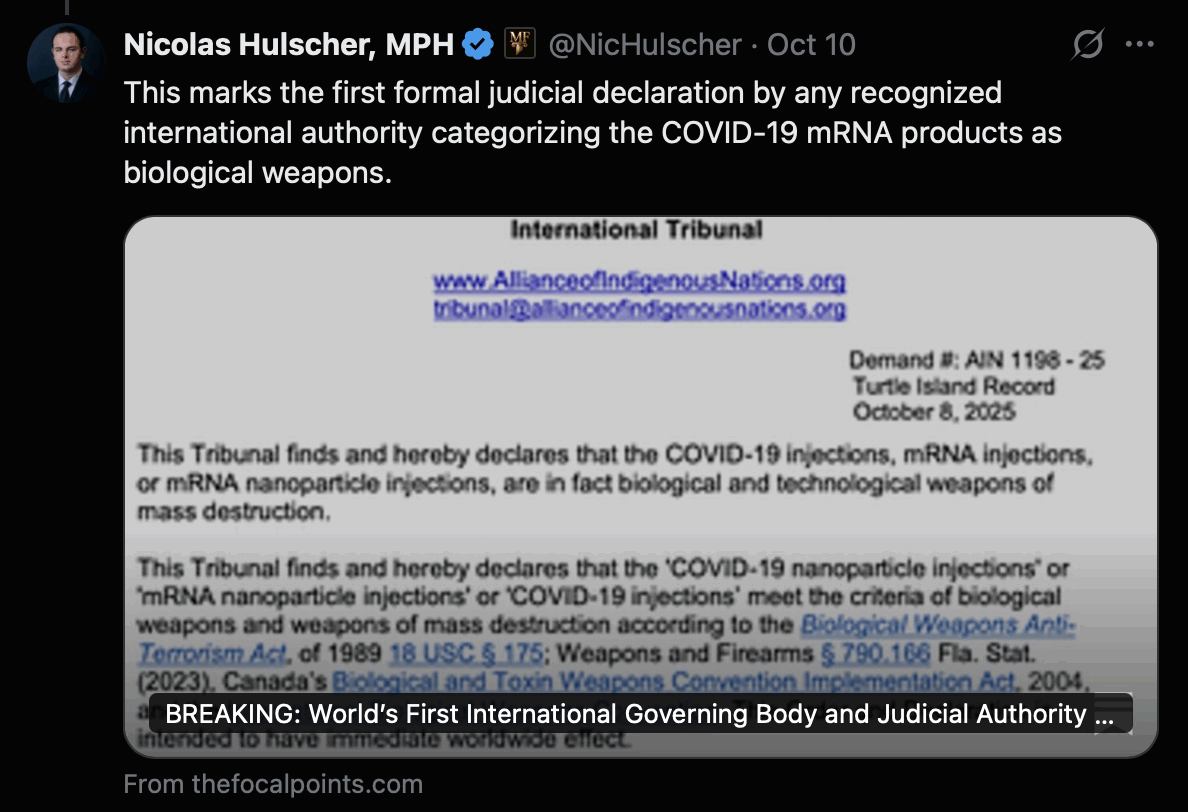 Nicolas Hulscher, MPH MF @NicHulscher · Oct 10
This marks the first formal judicial declaration by any recognized
international authority categorizing the COVID-19 mRNA products as
biological weapons.
International Tribunal
www.AllianceofIndigenousNations.org
tribunal@allianceofindigenousnations.org
Demand #: AIN 1198 - 25
Turtle Island Record
October 8, 2025
This Tribunal finds and hereby declares that the COVID-19 injections, mRNA injections,
or mRNA nanoparticle injections, are in fact biological and technological weapons of
mass destruction.
This Tribunal finds and hereby declares that the 'COVID-19 nanoparticle injections' or
'mRNA nanoparticle injections' or 'COVID-19 injections' meet the criteria of biological
weapons and weapons of mass destruction according to the Biological Weapons Anti-
Terrorism Act, of 1989 18 USC § 175; Weapons and Firearms § 790.166 Fla. Stat.
(2023), Canada's Biological and Toxin Weapons Convention Implementation Act, 2004,
BREAKING: World's First International Governing Body and Judicial Authority ...
intended to have immediate worldwide effect.
From thefocalpoints.com